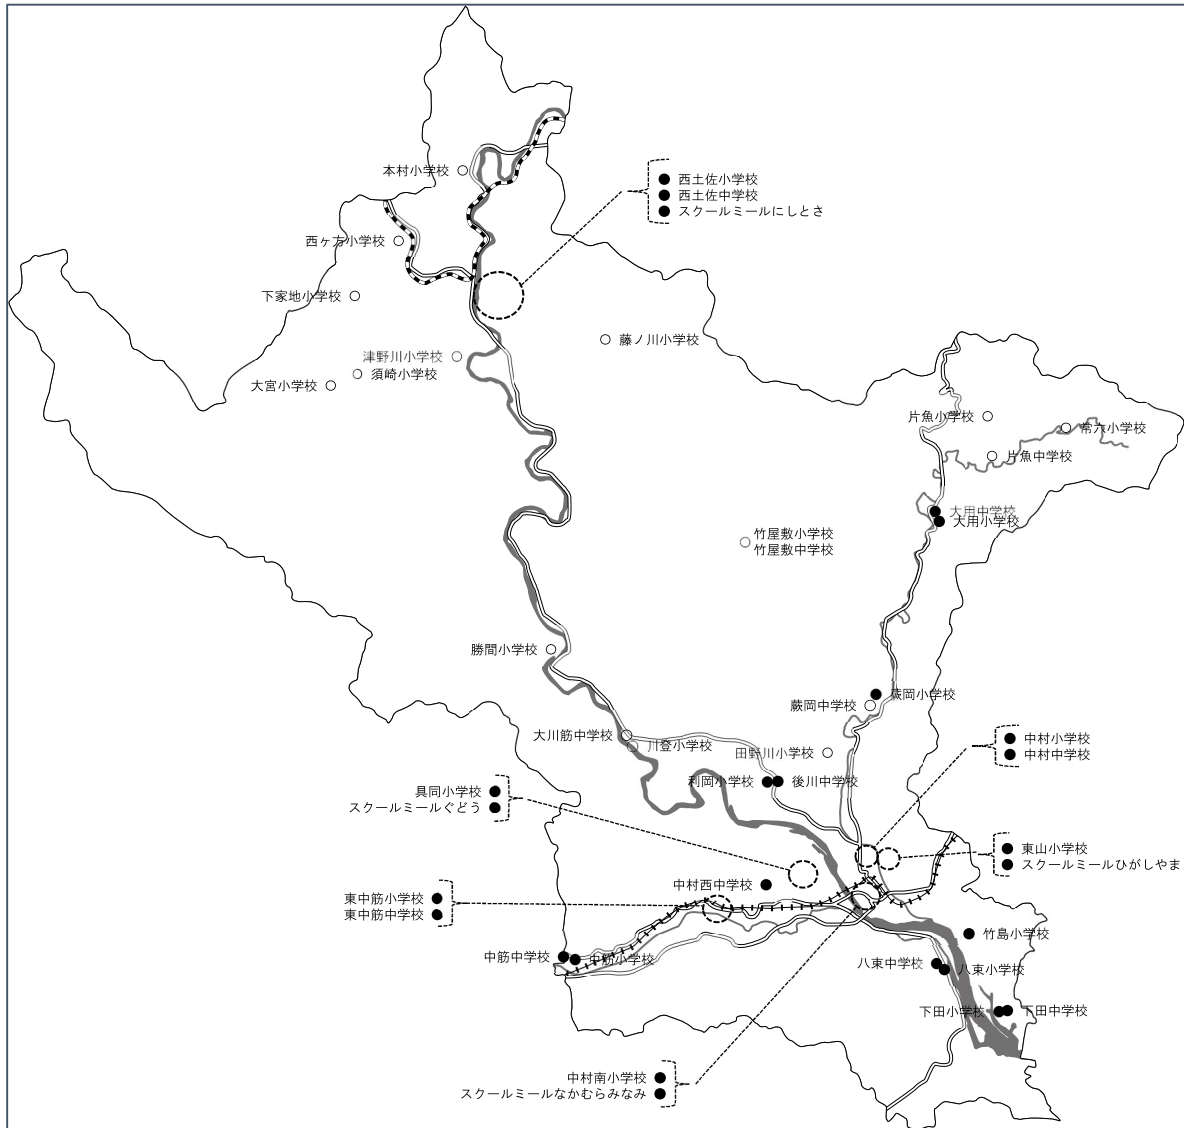 本村小学校
西土佐小学校
西土佐中学校
スクールミールにしとさ
西ヶ方小学校
下家地小学校
藤ノ川小学校
津野川小学校
須崎小学校
大宮小学校
片魚小学校
常六小学校
片魚中学校
大用中学校
大用小学校
竹屋敷小学校
竹屋敷中学校
勝間小学校
蕨岡小学校
蕨岡中学校
大川筋中学校
川登小学校
田野川小学校
中村小学校
中村中学校
利岡小学校
後川中学校
具同小学校
スクールミールぐどう
東山小学校
スクールミールひがしやま
中村西中学校
東中筋小学校
東中筋中学校
竹島小学校
中筋中学校
中筋小学校
八束中学校
八束小学校
下田小学校
下田中学校
中村南小学校
スクールミールなかむらみなみ